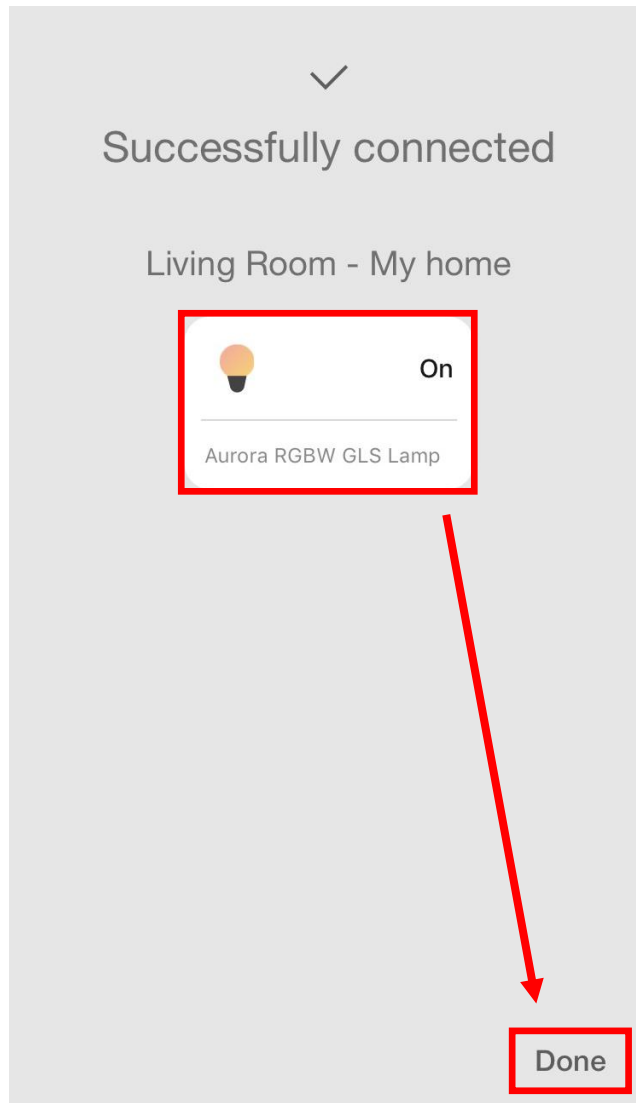 Successfully connected
Living Room - My home
On
Aurora RGBW GLS Lamp
Done